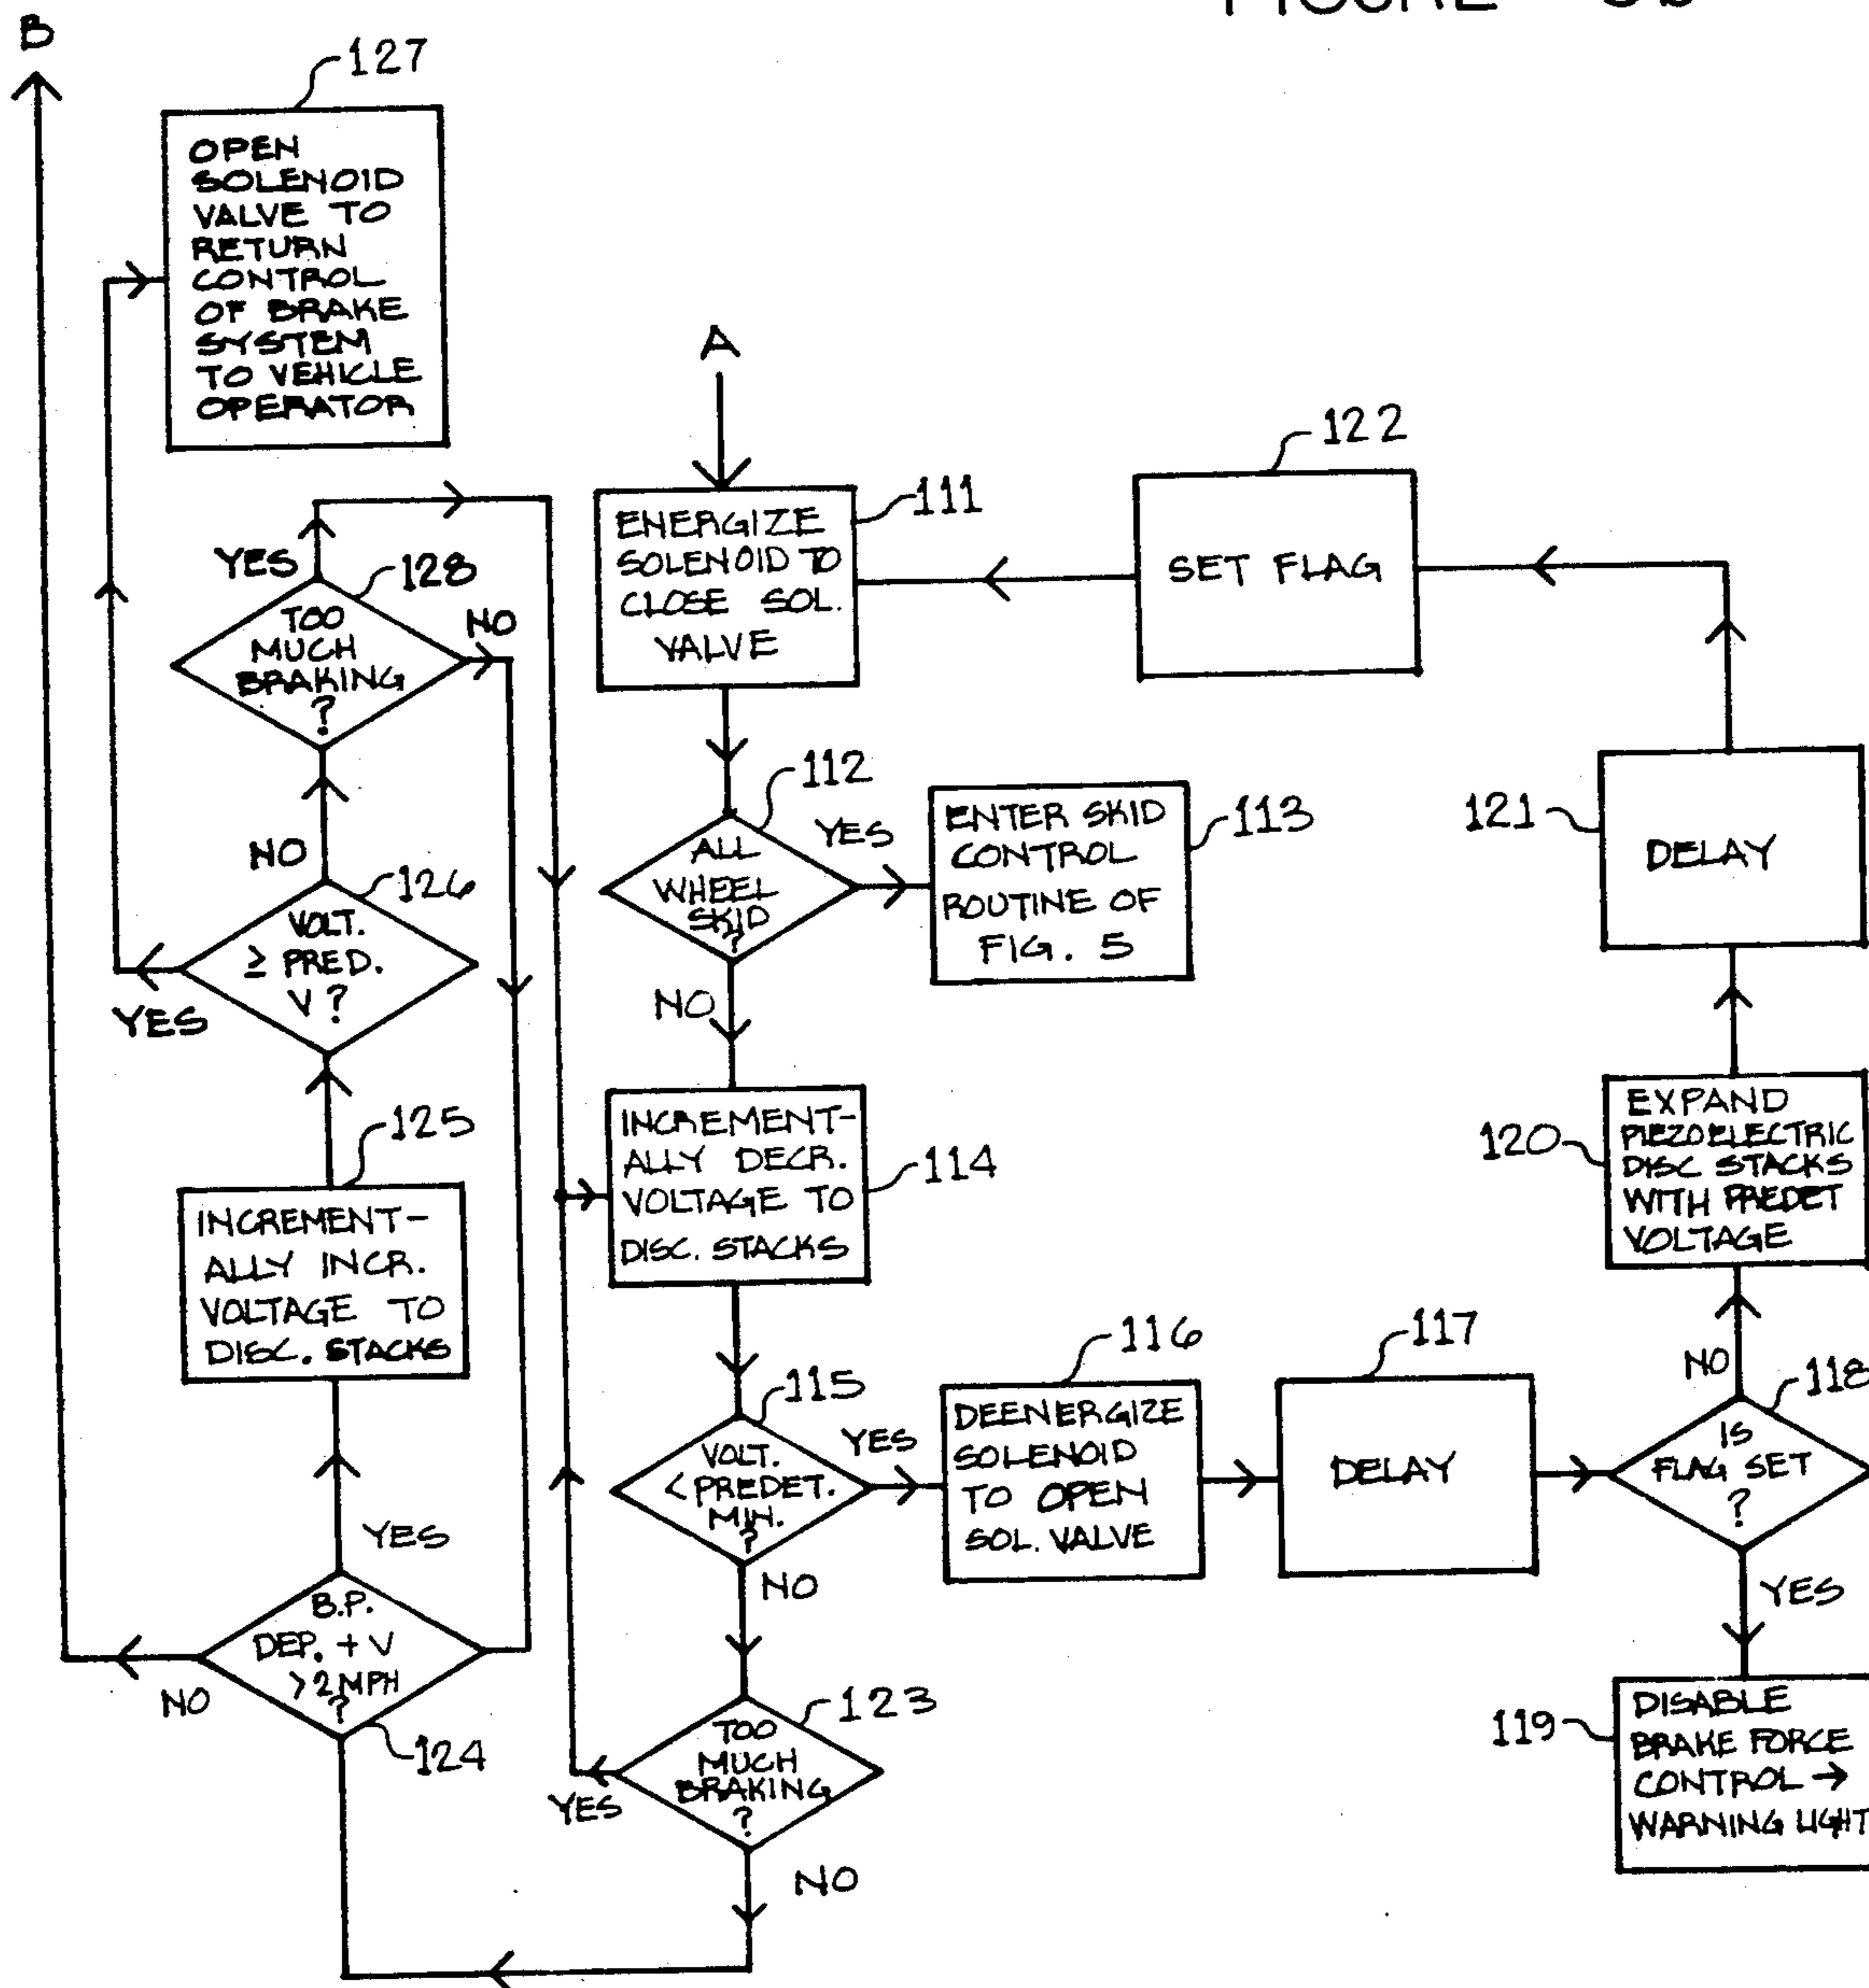 B
127
OPEN
SOLENOID
VALVE TO
RETURN
CONTROL
OF BRAKE
SYSTEM
TO VEHICLE
OPERATOR
A
122
SET FLAG
111
ENERGIZE
SOLENOID TO
CLOSE SOL.
VALVE
YES
128
NO
TOO
MUCH
BRAKING
?
112
ALL
WHEEL
SKID
?
YES
ENTER SKID
CONTROL
ROUTINE OF
FIG. 5
113
121
DELAY
NO
126
VOLT.
≥ PRED.
V ?
YES
NO
INCREMENT-
ALLY DECR.
VOLTAGE TO
DISC. STACKS
114
120
EXPAND
PIEZOELECTRIC
DISC STACKS
WITH PREDET
VOLTAGE
125
INCREMENT-
ALLY INCR.
VOLTAGE TO
DISC. STACKS
115
VOLT.
< PREDET.
MIN.
?
YES
116
DEENERGIZE
SOLENOID
TO OPEN
SOL. VALVE
117
DELAY
NO
118
IS
FLAG SET
?
YES
NO
YES
B.P.
DEP. + V
>2 MPH
?
NO
124
123
TOO
MUCH
BRAKING
?
YES
NO
119
DISABLE
BRAKE FORCE
CONTROL →
WARNING LIGHT